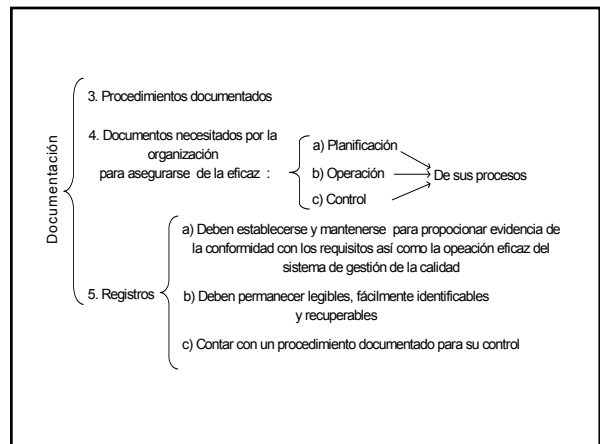 Documentación
3. Procedimientos documentados
4. Documentos necesitados por la
organización
para asegurarse de la eficaz :
a) Planificación
b) Operación
c) Control
De sus procesos
5. Registros
a) Deben establecerse y mantenerse para propocionar evidencia de
la conformidad con los requisitos así como la opeación eficaz del
sistema de gestión de la calidad
b) Deben permanecer legibles, fácilmente identificables
y recuperables
c) Contar con un procedimiento documentado para su control